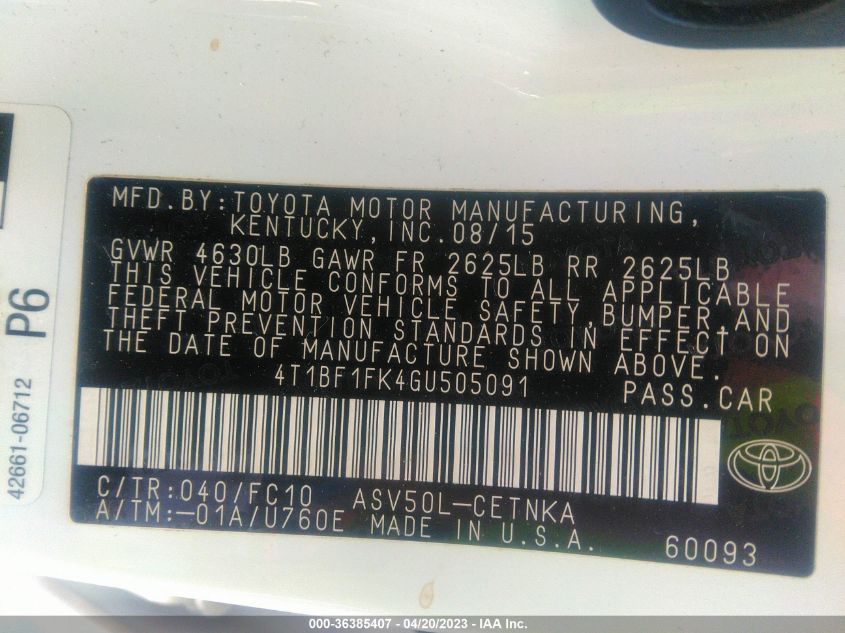 MFD.BY:TOYOTA MOTOR MANUFACTURING,
KENTUCKY,INC.08/15
GVWR 4630LB GAWR FR 2625LB RR 2625LB
THIS VEHICLE CONFORMS TO ALL APPLICABLE
FEDERAL MOTOR VEHICLE SAFETY,BUMPER,AND
THEFT PREVENTION STANDARDS IN EFFECT ON
THE DATE OF MANUFACTURE SHOWN ABOVE.
4T1BF1FK4GU505091 PASS.CAR
C/TR:040/FC10 ASV50L-CETNKA
A/TM:-01A/U760E MADE IN U.S.A. 60093
P6
42661-06712
000-36385407 - 04/20/2023 - IAA Inc.